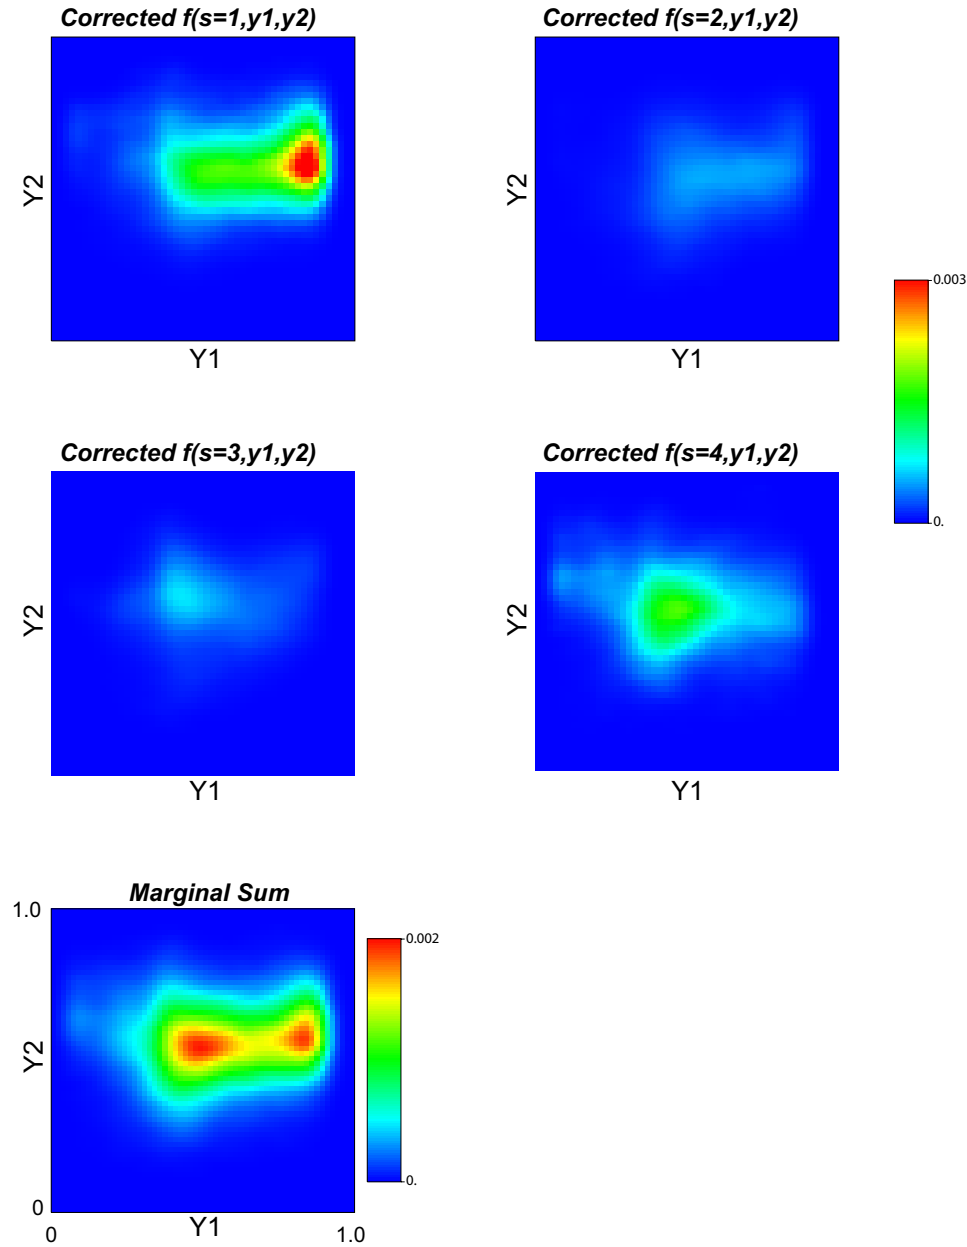 Corrected f(s=1,y1,y2)
Corrected f(s=2,y1,y2)
Y2
Y1
Y2
Y1
0.003
0.
Corrected f(s=3,y1,y2)
Corrected f(s=4,y1,y2)
Y2
Y1
Y2
Y1
Marginal Sum
1.0
Y2
0
0
Y1
1.0
0.002
0.